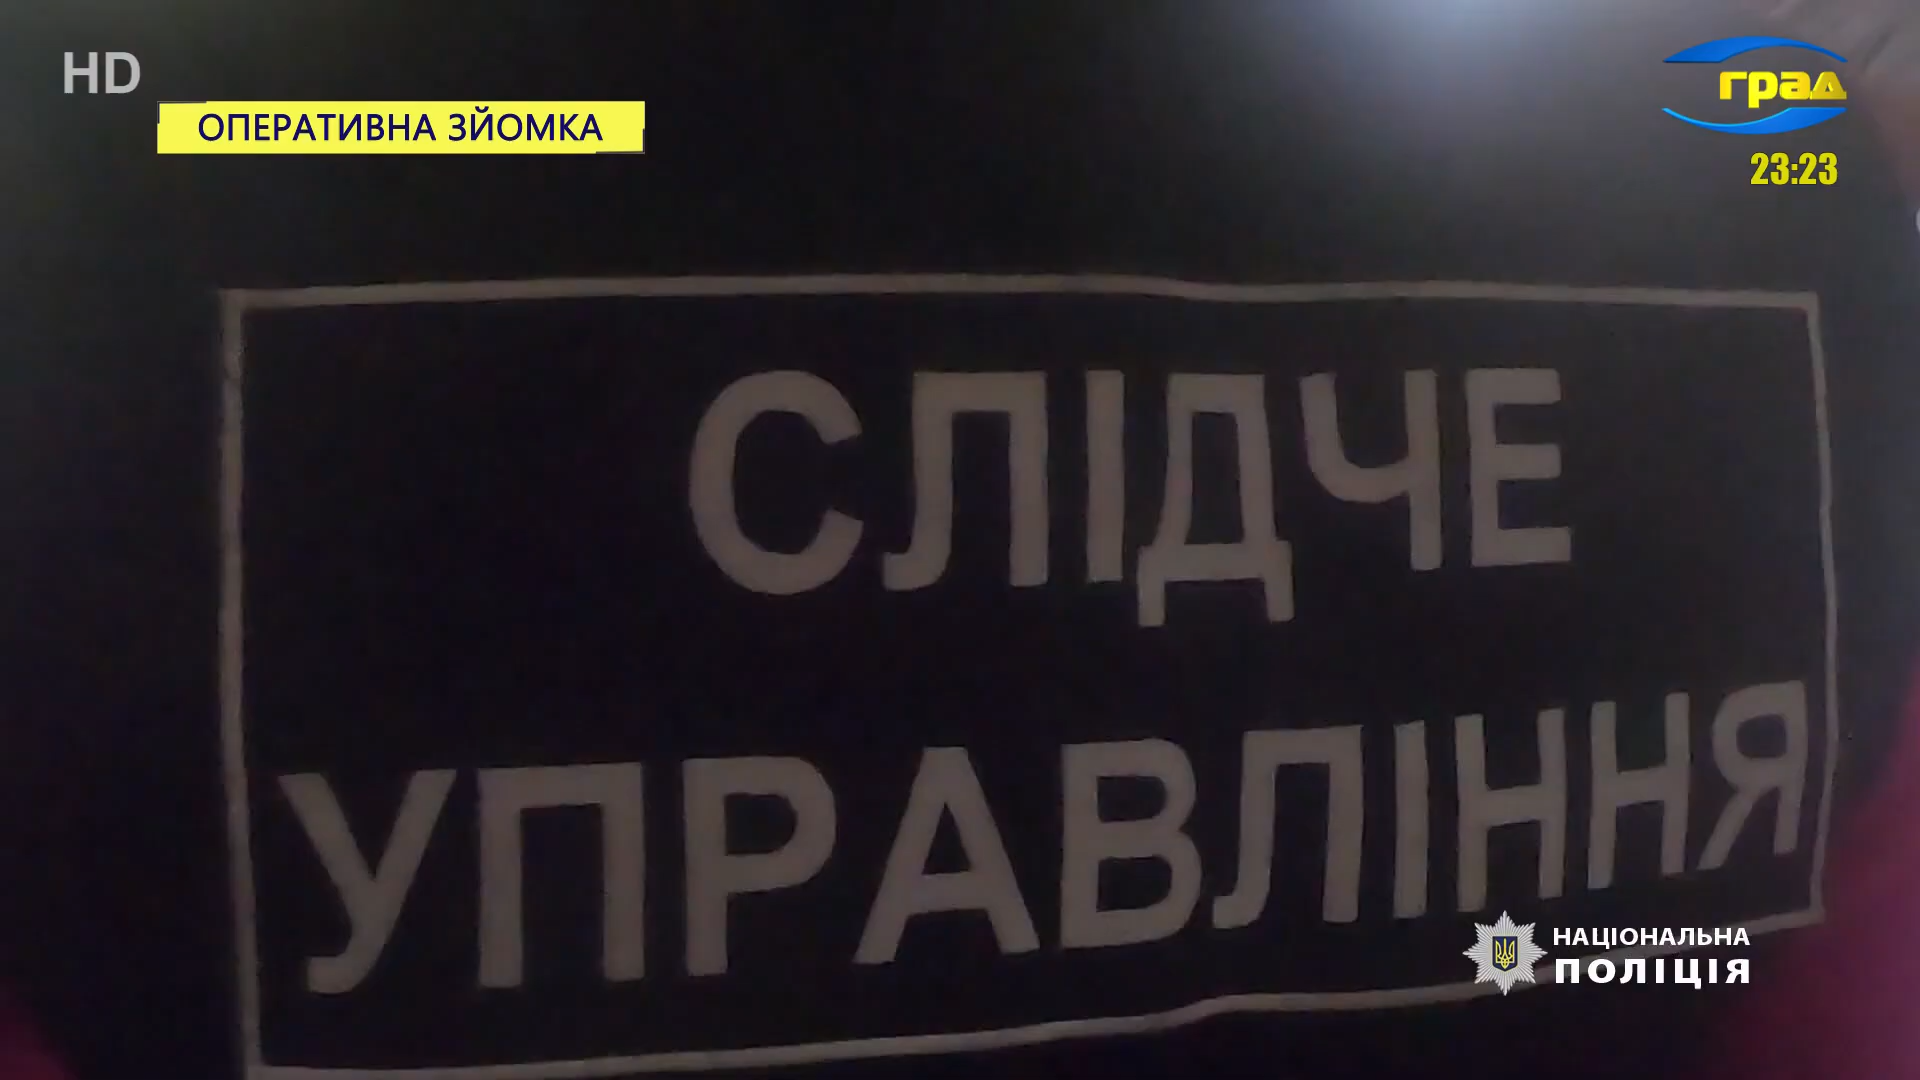 HD
ОПЕРАТИВНА ЗЙОМКА
град
23:23
СЛІДЧЕ
УПРАВЛІННЯ
НАЦІОНАЛЬНА
ПОЛІЦІЯ